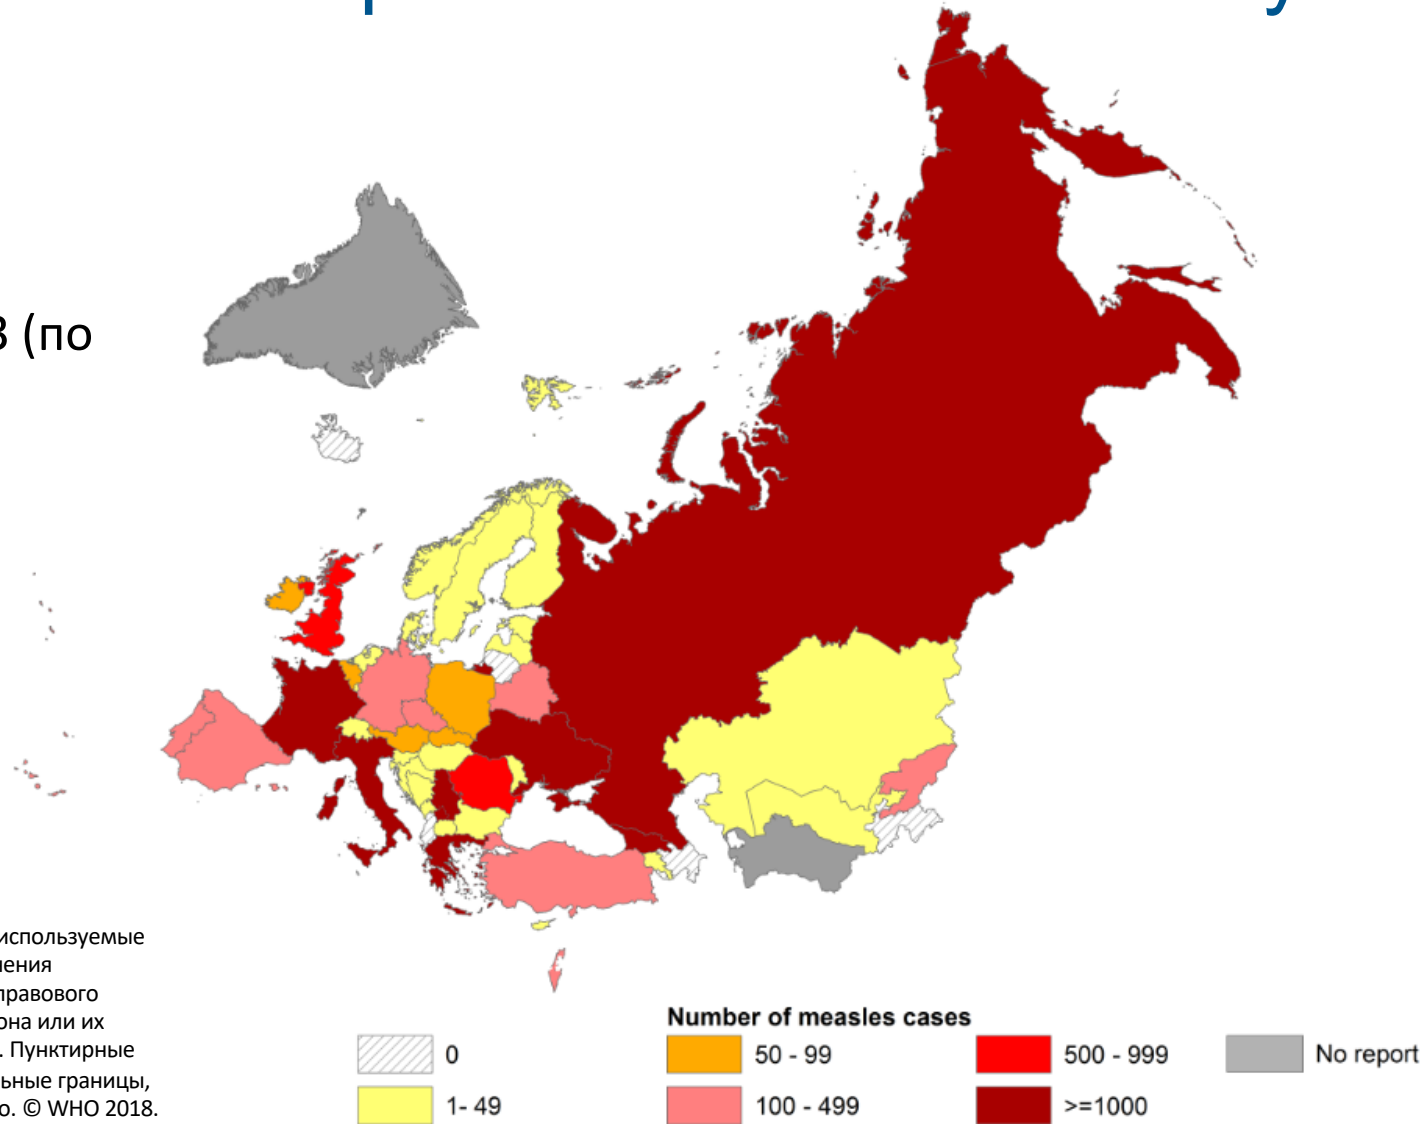 3 (по
используемые
ения
правового
она или их
. Пунктирные
ьные границы,
о. © WHO 2018.
Number of measles cases
0
50 - 99
500 - 999
No report
1- 49
100 - 499
>=1000